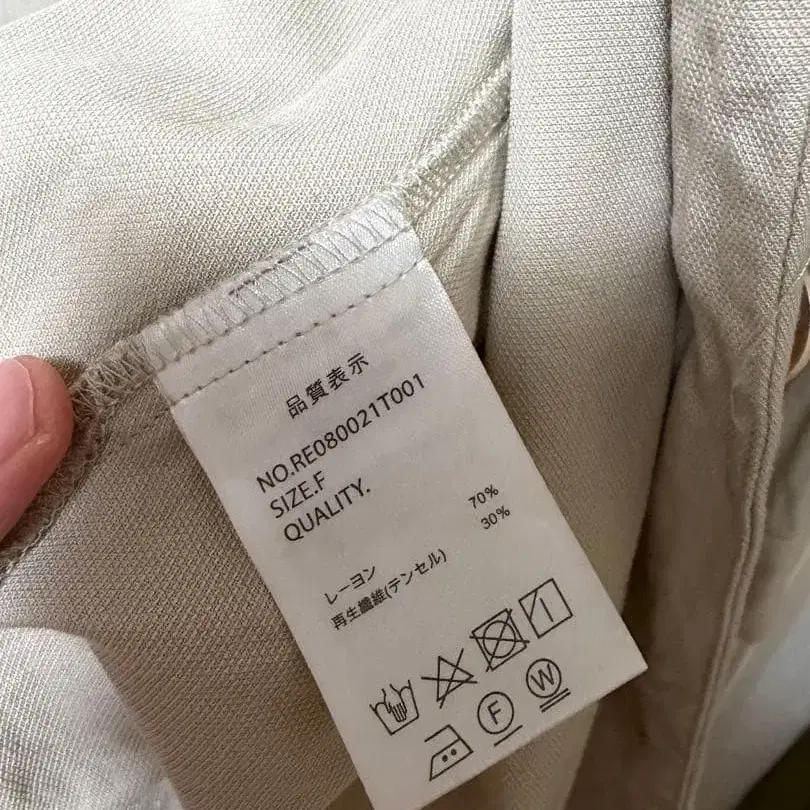 品質表示
NO.RE080021T001
SIZE.F
QUALITY.
レーヨン 70%
再生繊維(テンセル) 30%
F W